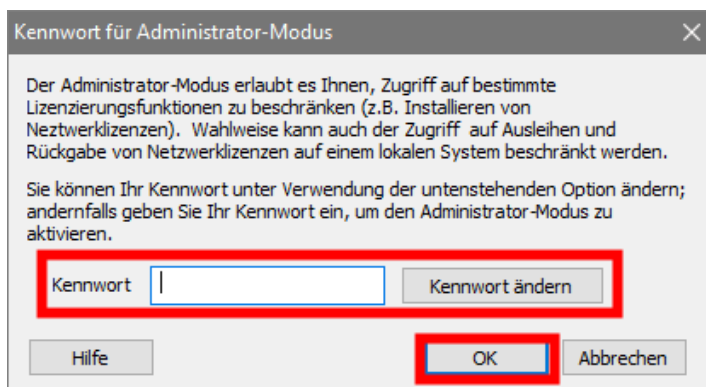 Kennwort für Administrator-Modus
Der Administrator-Modus erlaubt es Ihnen, Zugriff auf bestimmte
Lizenzierungsfunktionen zu beschränken (z.B. Installieren von
Neztwerklizenzen). Wahlweise kann auch der Zugriff auf Ausleihen und
Rückgabe von Netzwerklizenzen auf einem lokalen System beschränkt werden.
Sie können Ihr Kennwort unter Verwendung der untenstehenden Option ändern;
andernfalls geben Sie Ihr Kennwort ein, um den Administrator-Modus zu
aktivieren.
Kennwort Kennwort ändern
Hilfe OK Abbrechen